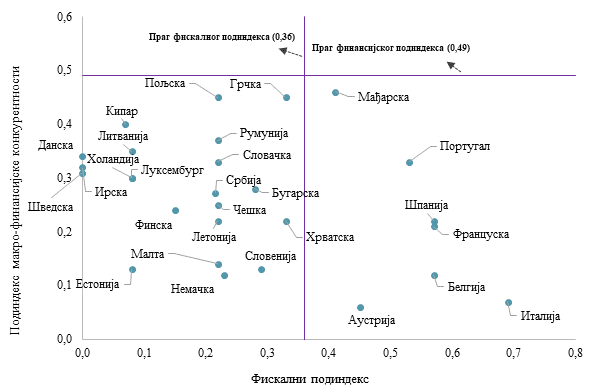 0,6
Праг фискалног подиндекса (0,36)
Праг финансијског подиндекса (0,49)
0,5
Пољска
Грчка
Мађарска
Кипар
0,4
Литванија
Румунија
Данска
Холандија
Словачка
Португал
0,3
Луксембург
Србија
Ирска
Бугарска
Шведска
Чешка
Шпанија
0,2
Финска
Летонија
Хрватска
Француска
Малта
Словенија
Естонија
Немачка
Белгија
0,1
Аустрија
Италија
0,0
0,0 0,1 0,2 0,3 0,4 0,5 0,6 0,7 0,8
Фискални подиндекс
Подиндекс макро-финансијске конкурентности